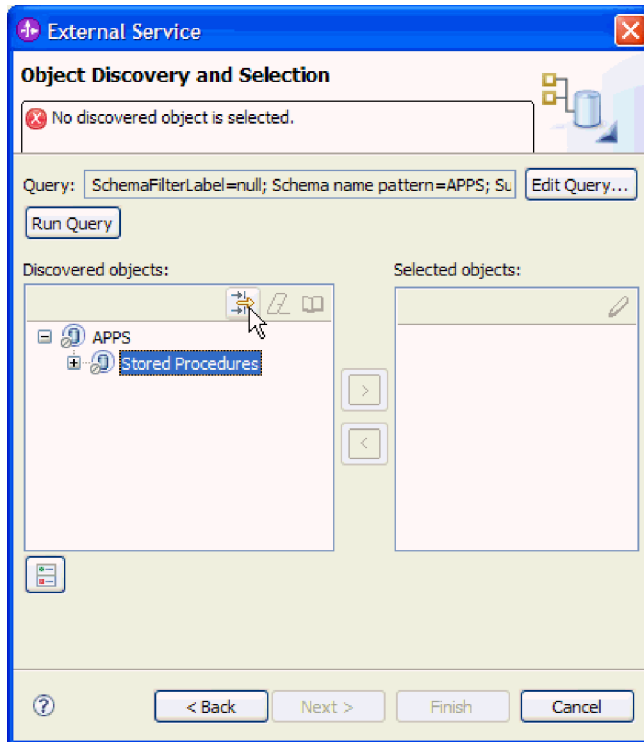 External Service
Object Discovery and Selection
No discovered object is selected.
Query: SchemaFilterLabel=null; Schema name pattern=APPS; Su Edit Query...
Run Query
Discovered objects: Selected objects:
APPS
Stored Procedures
>
<
? < Back Next > Finish Cancel